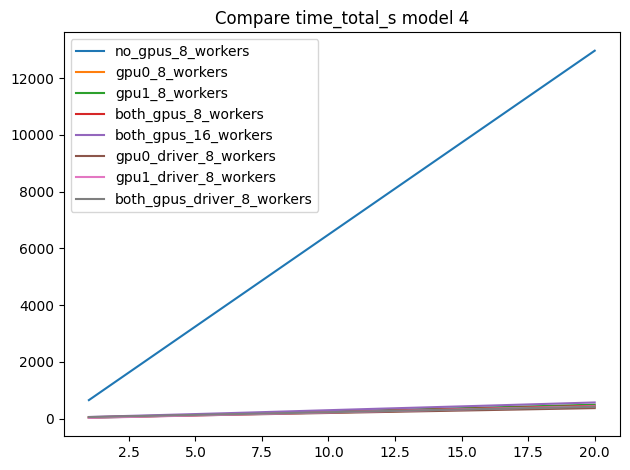 Compare time_total_s model 4
no_gpus_8_workers
gpu0_8_workers
gpu1_8_workers
both_gpus_8_workers
both_gpus_16_workers
gpu0_driver_8_workers
gpu1_driver_8_workers
both_gpus_driver_8_workers
12000
10000
8000
6000
4000
2000
0
2.5 5.0 7.5 10.0 12.5 15.0 17.5 20.0